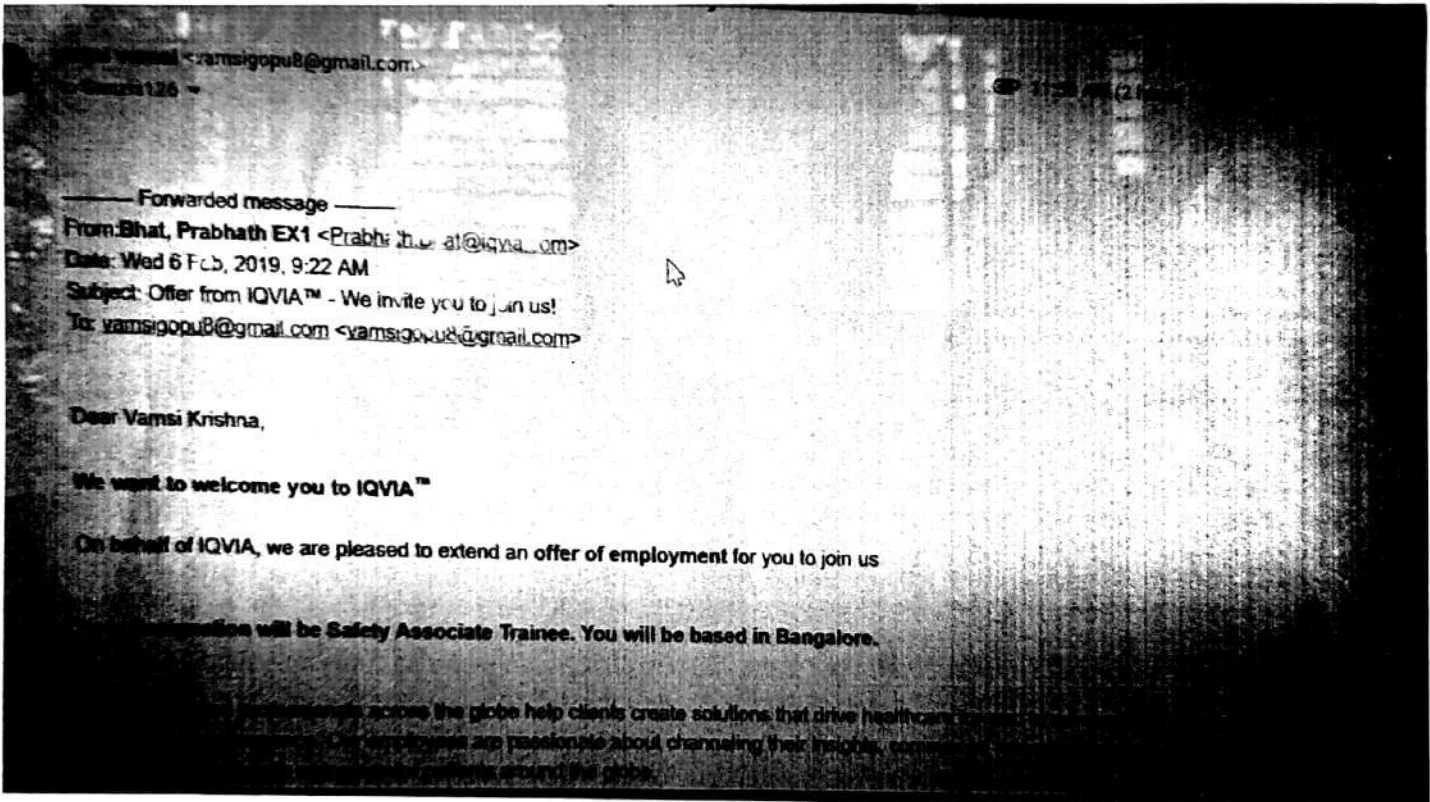 <vamsigopu8@gmail.com>
Forwarded message
From:Bhat, Prabhath EX1
Date: Wed 6 Feb, 2019, 9:22 AM
Subject: Offer from IQVIA™ - We invite you to join us!
To: vamsigopu8@gmail.com <vamsigopu8@gmail.com>
Dear Vamsi Krishna,
We want to welcome you to IQVIA™
On behalf of IQVIA, we are pleased to extend an offer of employment for you to join us
will be Safety Associate Trainee. You will be based in Bangalore.
across the globe help clients create solutions that drive healthcare
employees are passionate about channeling their insights,
around the globe.